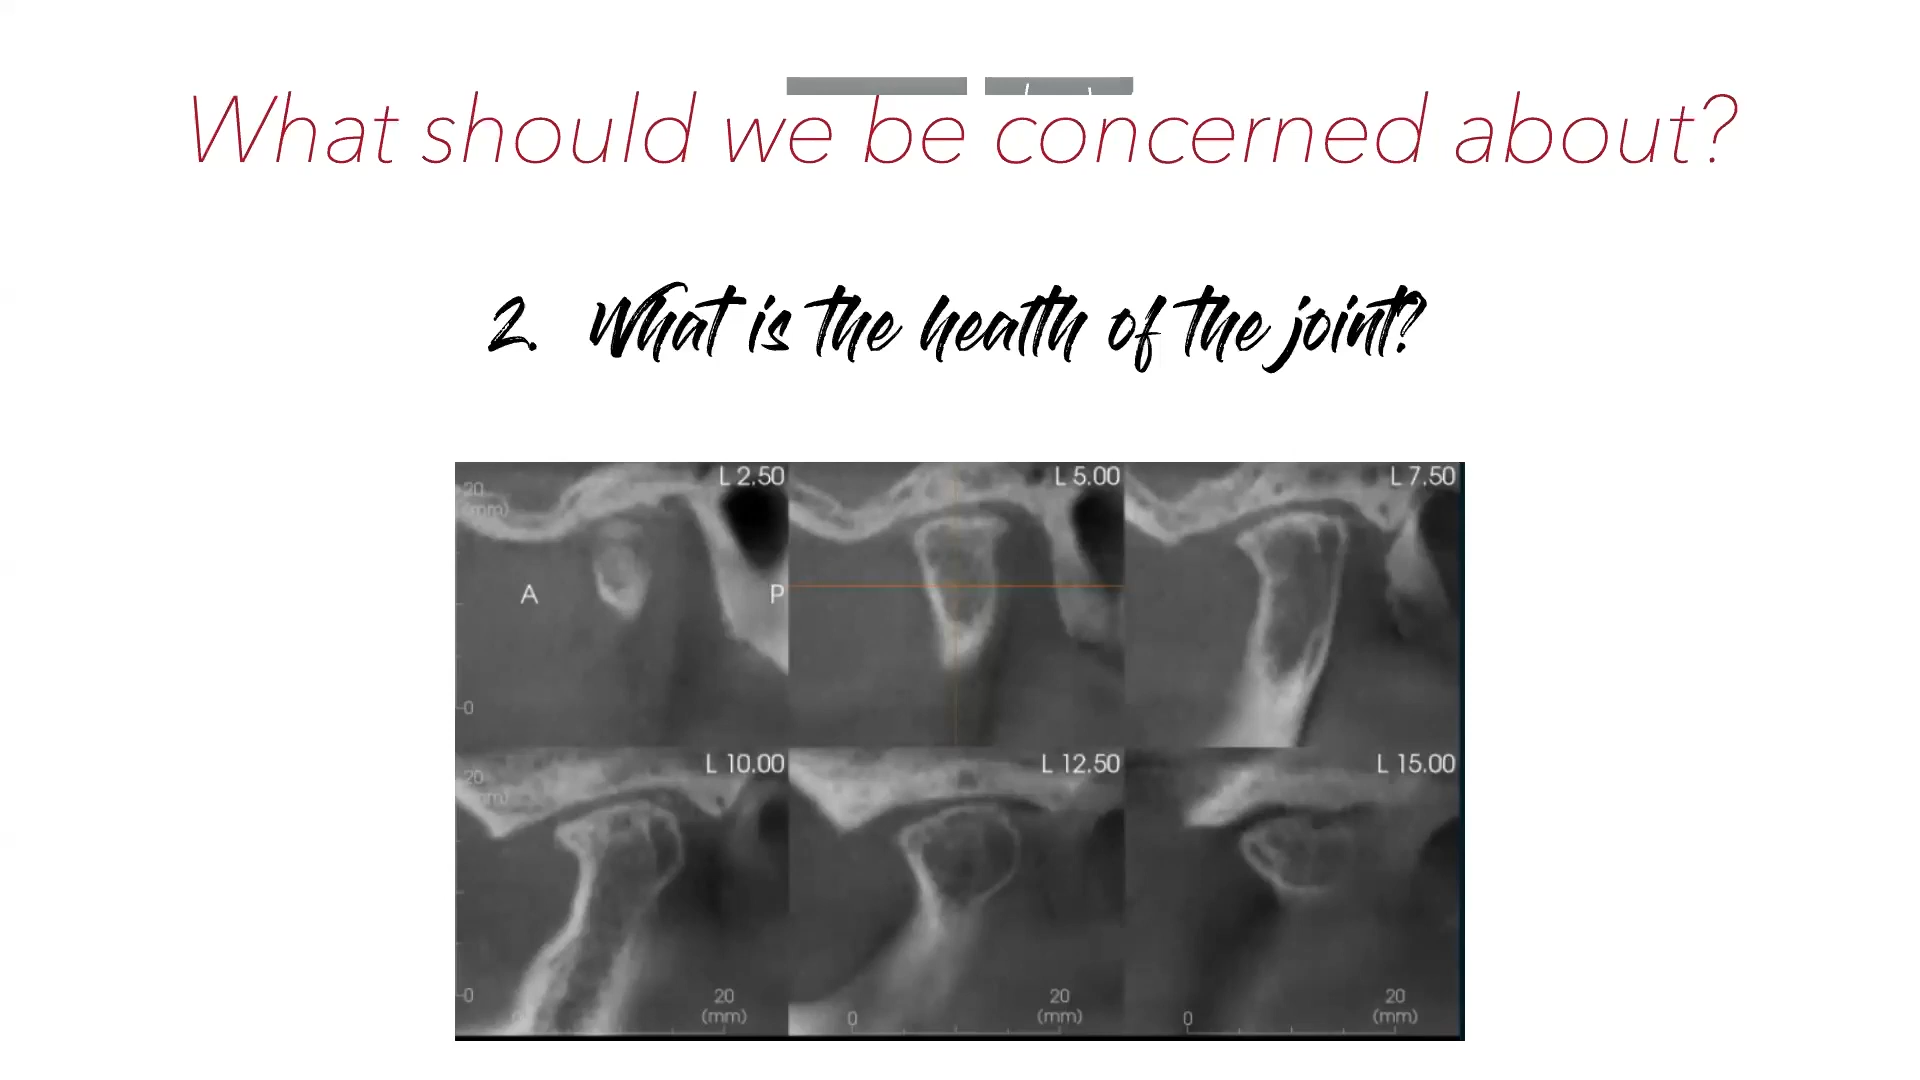 What should we be concerned about?
2. What is the health of the joint?
L 2.50 L 5.00 L 7.50
20
(mm)
A P
0
L 10.00 L 12.50 L 15.00
20
(mm)
0 20 20
(mm) 0 (mm) 0 (mm)